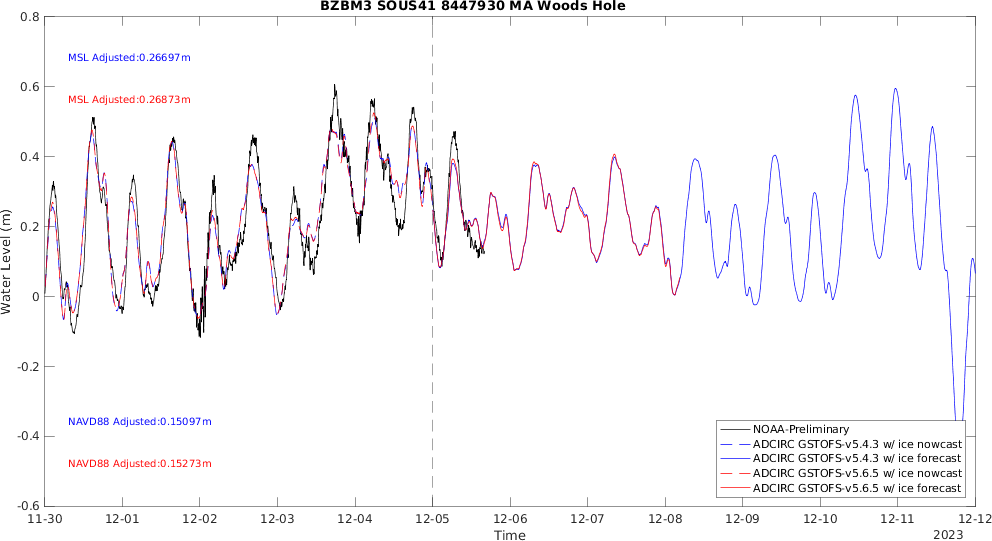 BZBM3 SOUS41 8447930 MA Woods Hole
0.8
MSL Adjusted:0.26697m
0.6
MSL Adjusted:0.26873m
0.4
0.2
Water Level (m)
0
-0.2
NAVD88 Adjusted:0.15097m
-0.4
NAVD88 Adjusted:0.15273m
-0.6
NOAA-Preliminary
ADCIRC GSTOFS-v5.4.3 w/ ice nowcast
ADCIRC GSTOFS-v5.4.3 w/ ice forecast
ADCIRC GSTOFS-v5.6.5 w/ ice nowcast
ADCIRC GSTOFS-v5.6.5 w/ ice forecast
11-30 12-01 12-02 12-03 12-04 12-05 12-06 12-07 12-08 12-09 12-10 12-11 12-12
Time
2023